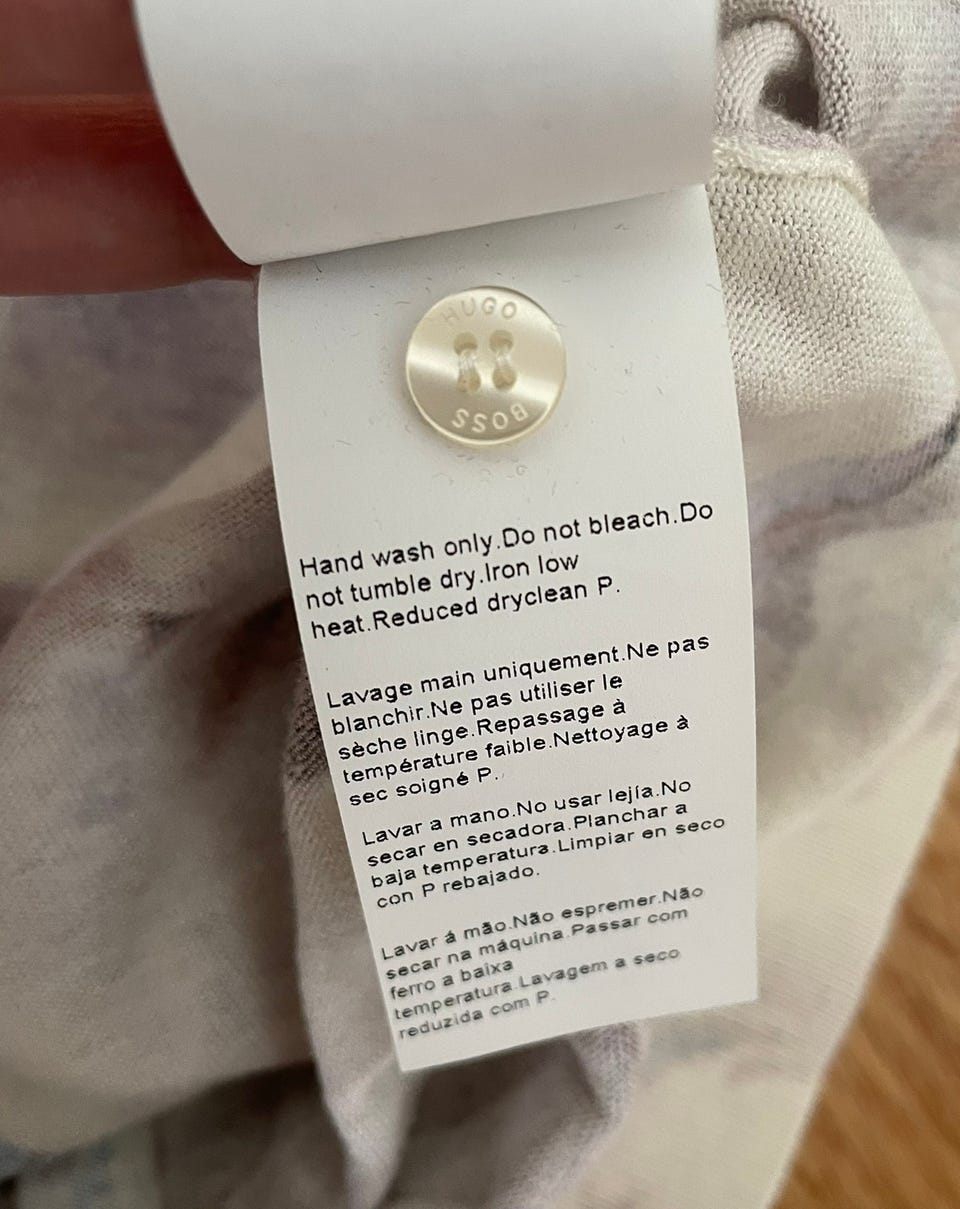 HUGO
BOSS
Hand wash only.Do not bleach.Do
not tumble dry.Iron low
heat.Reduced dryclean P.
Lavage main uniquement.Ne pas
blanchir.Ne pas utiliser le
sèche linge.Repassage à
température faible.Nettoyage à
sec soigné P.
Lavar a mano.No usar lejía.No
secar en secadora.Planchar a
baja temperatura.Limpiar en seco
con P rebajado.
Lavar á mão.Não espremer.Não
secar na máquina.Passar com
ferro a baixa
temperatura.Lavagem a seco
reduzida com P.